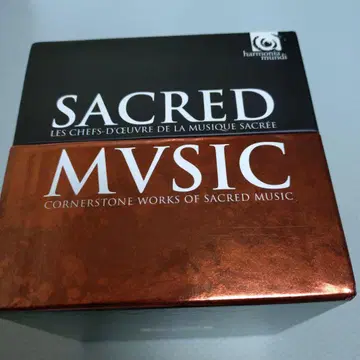 harmonia
mundi
SACRED
LES CHEFS-D'ŒUVRE DE LA MUSIQUE SACRÉE
MVSIC
CORNERSTONE WORKS OF SACRED MUSIC